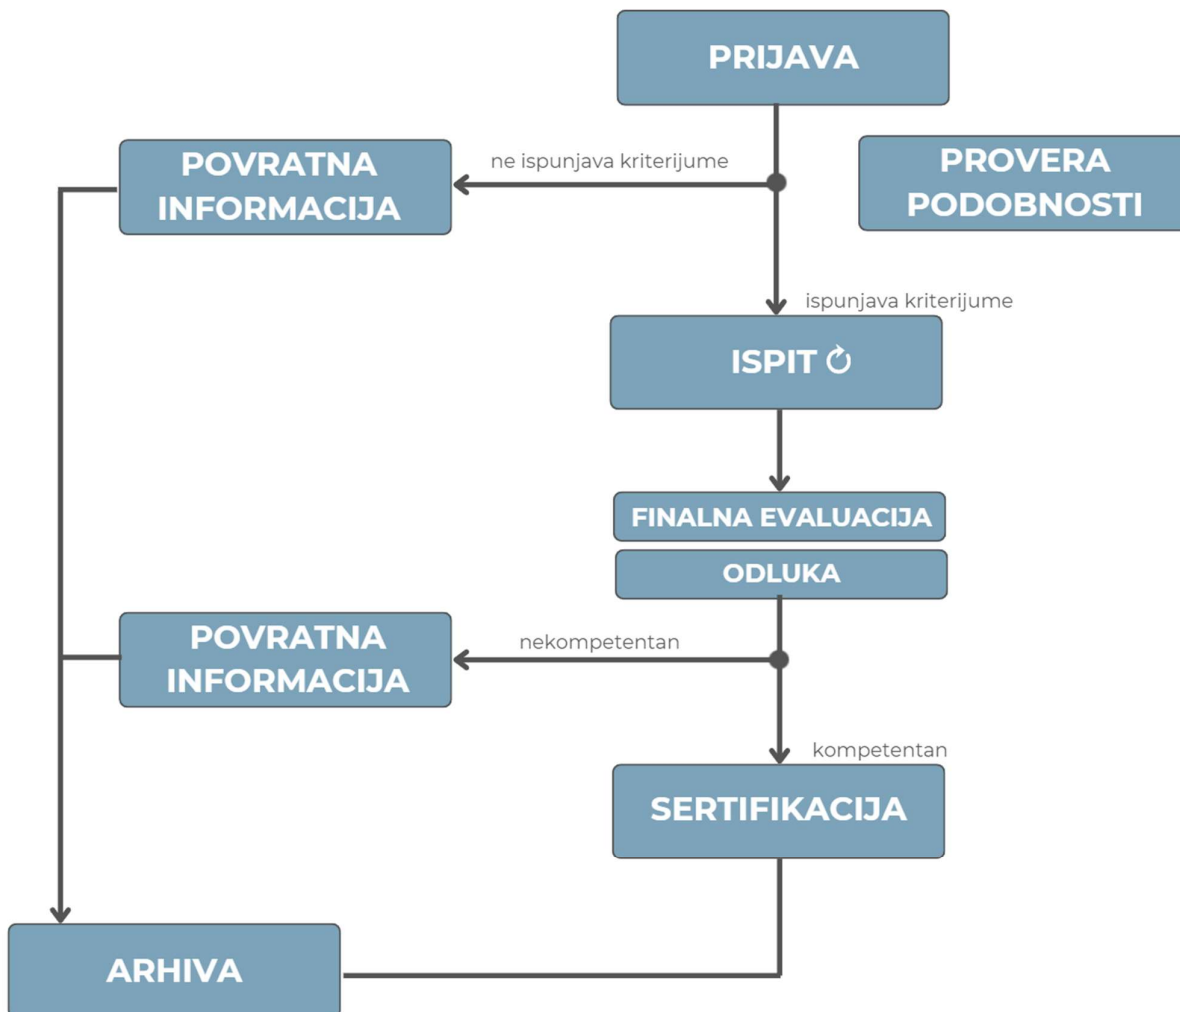 PRIJAVA
POVRATNA
INFORMACIJA
ne ispunjava kriterijume
PROVERA
PODOBNOSTI
ispunjava kriterijume
ISPIT
FINALNA EVALUACIJA
ODLUKA
POVRATNA
INFORMACIJA
nekompetentan
kompetentan
SERTIFIKACIJA
ARHIVA